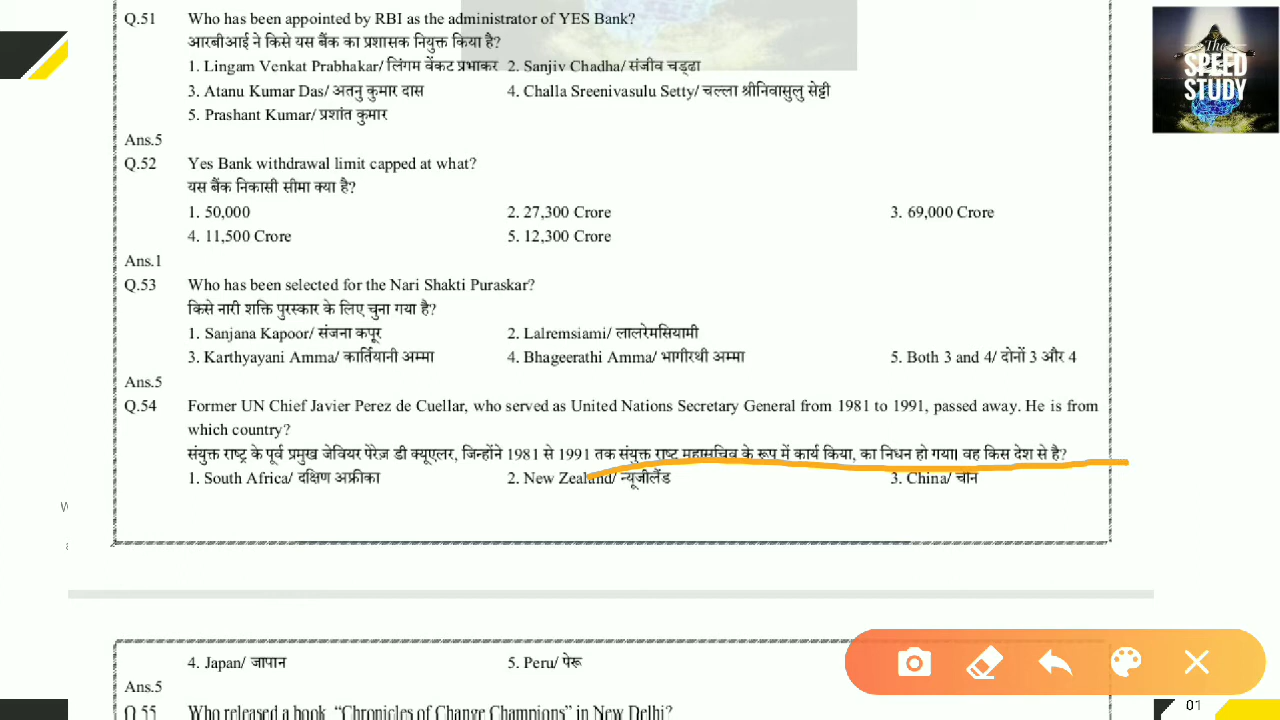 Q.51 Who has been appointed by RBI as the administrator of YES Bank?
आरबीआई ने किसे यस बैंक का प्रशासक नियुक्त किया है?
1. Lingam Venkat Prabhakar/ लिंगम वेंकट प्रभाकर 2. Sanjiv Chadha/ संजीव चड्ढा
3. Atanu Kumar Das/ अतनु कुमार दास 4. Challa Sreenivasulu Setty/ चल्ला श्रीनिवासुलु सेट्टी
5. Prashant Kumar/ प्रशांत कुमार
Ans.5
Q.52 Yes Bank withdrawal limit capped at what?
यस बैंक निकासी सीमा क्या है?
1. 50,000 2. 27,300 Crore 3. 69,000 Crore
4. 11,500 Crore 5. 12,300 Crore
Ans.1
Q.53 Who has been selected for the Nari Shakti Puraskar?
किसे नारी शक्ति पुरस्कार के लिए चुना गया है?
1. Sanjana Kapoor/ संजना कपूर 2. Lalremsiami/ लालरेमसियामी
3. Karthyayani Amma/ कार्तियानी अम्मा 4. Bhageerathi Amma/ भागीरथी अम्मा 5. Both 3 and 4/ दोनों 3 और 4
Ans.5
Q.54 Former UN Chief Javier Perez de Cuellar, who served as United Nations Secretary General from 1981 to 1991, passed away. He is from
which country?
संयुक्त राष्ट्र के पूर्व प्रमुख जेवियर पेरेज़ डी क्यूएलर, जिन्होंने 1981 से 1991 तक संयुक्त राष्ट्र महासचिव के रूप में कार्य किया, का निधन हो गया। वह किस देश से है?
1. South Africa/ दक्षिण अफ्रीका 2. New Zealand/ न्यूजीलैंड 3. China/ चीन
4. Japan/ जापान 5. Peru/ पेरू
Ans.5
Q.55 Who released a book "Chronicles of Change Champions" in New Delhi?
The
SPEED
STUDY
01